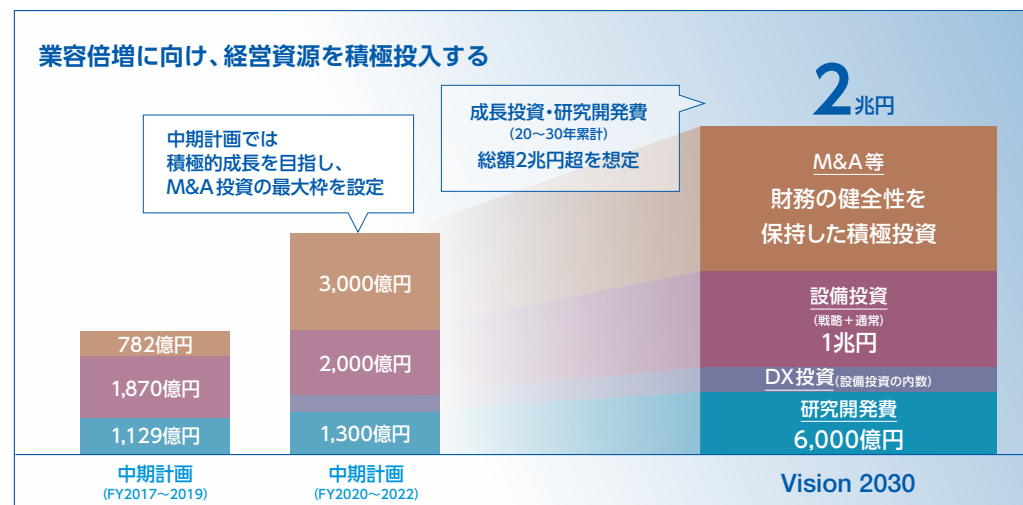 業容倍増に向け、経営資源を積極投入する
中期計画では
積極的成長を目指し、
M&A投資の最大枠を設定
成長投資・研究開発費
(20〜30年累計)
総額2兆円超を想定
2兆円
782億円
1,870億円
1,129億円
中期計画
(FY2017〜2019)
3,000億円
2,000億円
1,300億円
中期計画
(FY2020〜2022)
M&A等
財務の健全性を
保持した積極投資
設備投資
(戦略+通常)
1兆円
DX投資(設備投資の内数)
研究開発費
6,000億円
Vision 2030